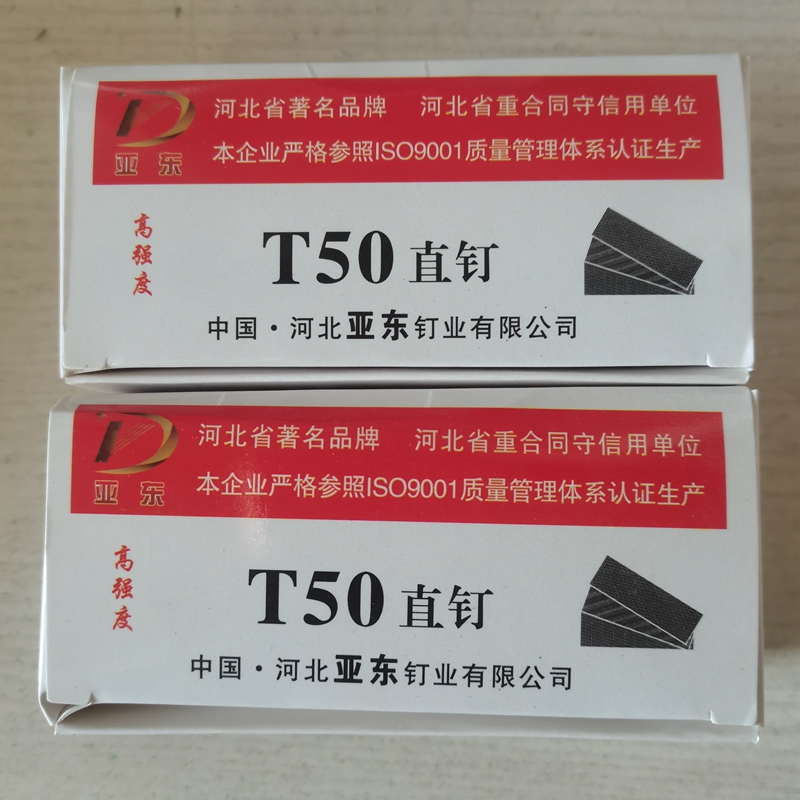 河北省著名品牌 河北省重合同守信用单位
亚东 本企业严格参照ISO9001质量管理体系认证生产
高强度
T50直钉
中国·河北亚东钉业有限公司
河北省著名品牌 河北省重合同守信用单位
亚东 本企业严格参照ISO9001质量管理体系认证生产
高强度
T50直钉
中国·河北亚东钉业有限公司